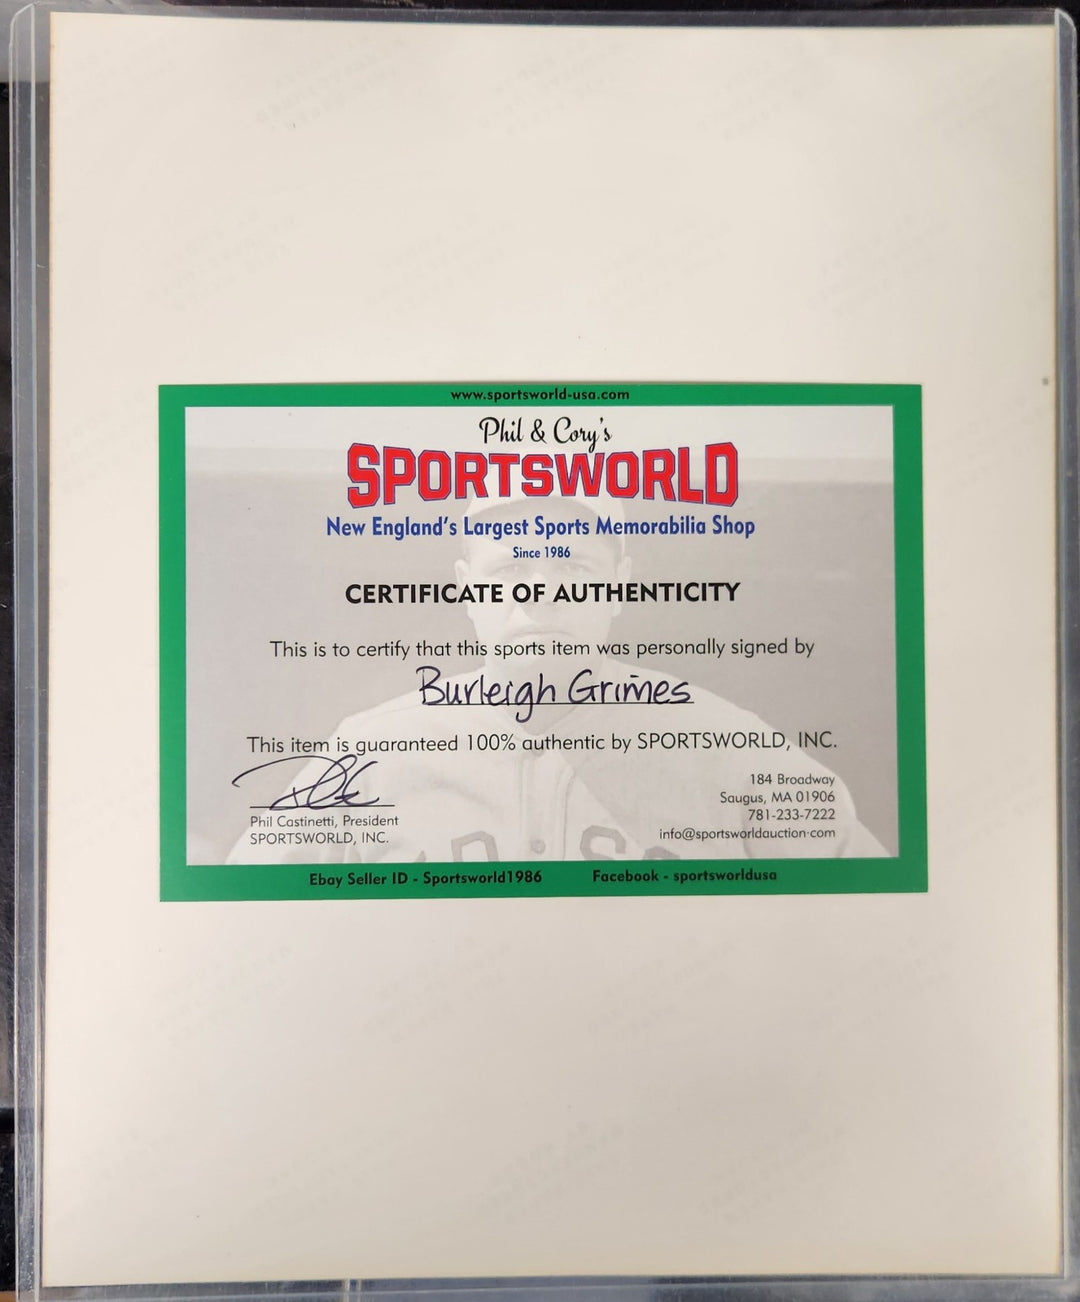 www.sportsworld-usa.com
Phil & Cory's
SPORTSWORLD
New England's Largest Sports Memorabilia Shop
Since 1986
CERTIFICATE OF AUTHENTICITY
This is to certify that this sports item was personally signed by
Burleigh Grimes
This item is guaranteed 100% authentic by SPORTSWORLD, INC.
184 Broadway
Saugus, MA 01906
781-233-7222
info@sportsworldauction.com
Phil Castinetti, President
SPORTSWORLD, INC.
Ebay Seller ID - Sportsworld1986 Facebook - sportsworldusa